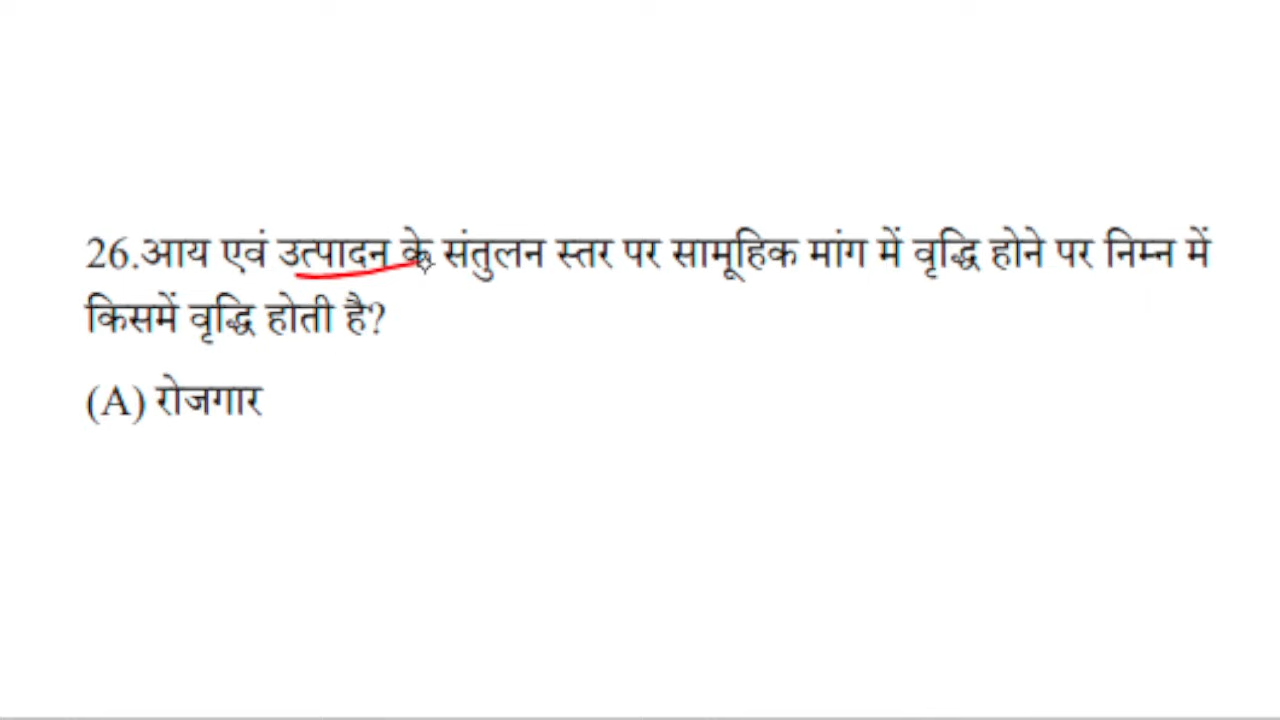 26.आय एवं उत्पादन के संतुलन स्तर पर सामूहिक मांग में वृद्धि होने पर निम्न में
किसमें वृद्धि होती है?
(A) रोजगार